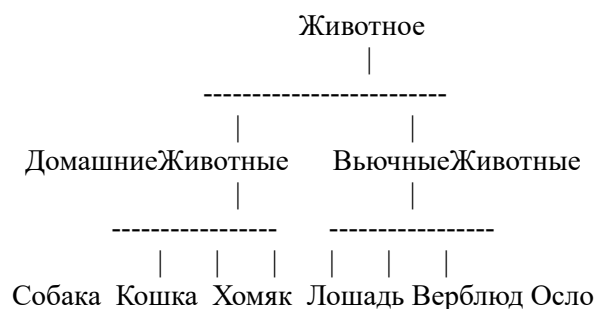 Животное
ДомашниеЖивотные ВьючныеЖивотные
Собака Кошка Хомяк Лошадь Верблюд Осло